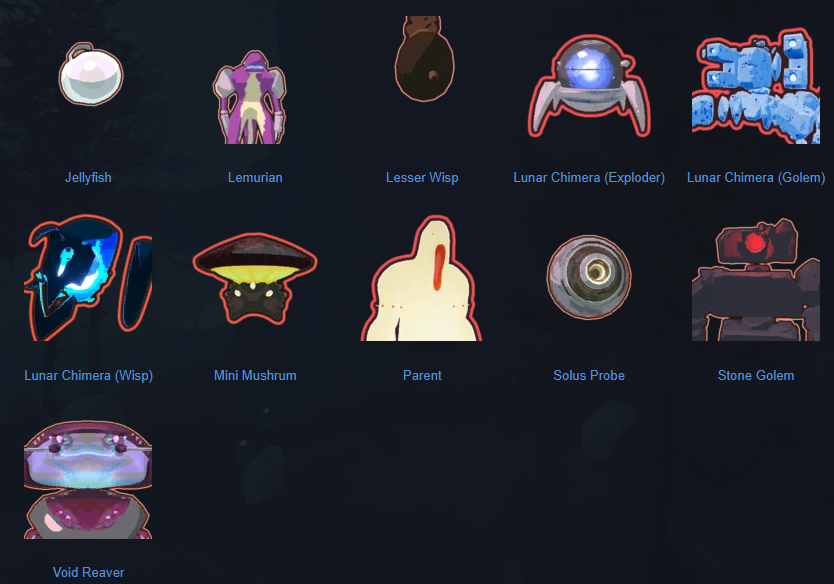 Jellyfish
Lemurian
Lesser Wisp
Lunar Chimera (Exploder)
Lunar Chimera (Golem)
Lunar Chimera (Wisp)
Mini Mushrum
Parent
Solus Probe
Stone Golem
Void Reaver